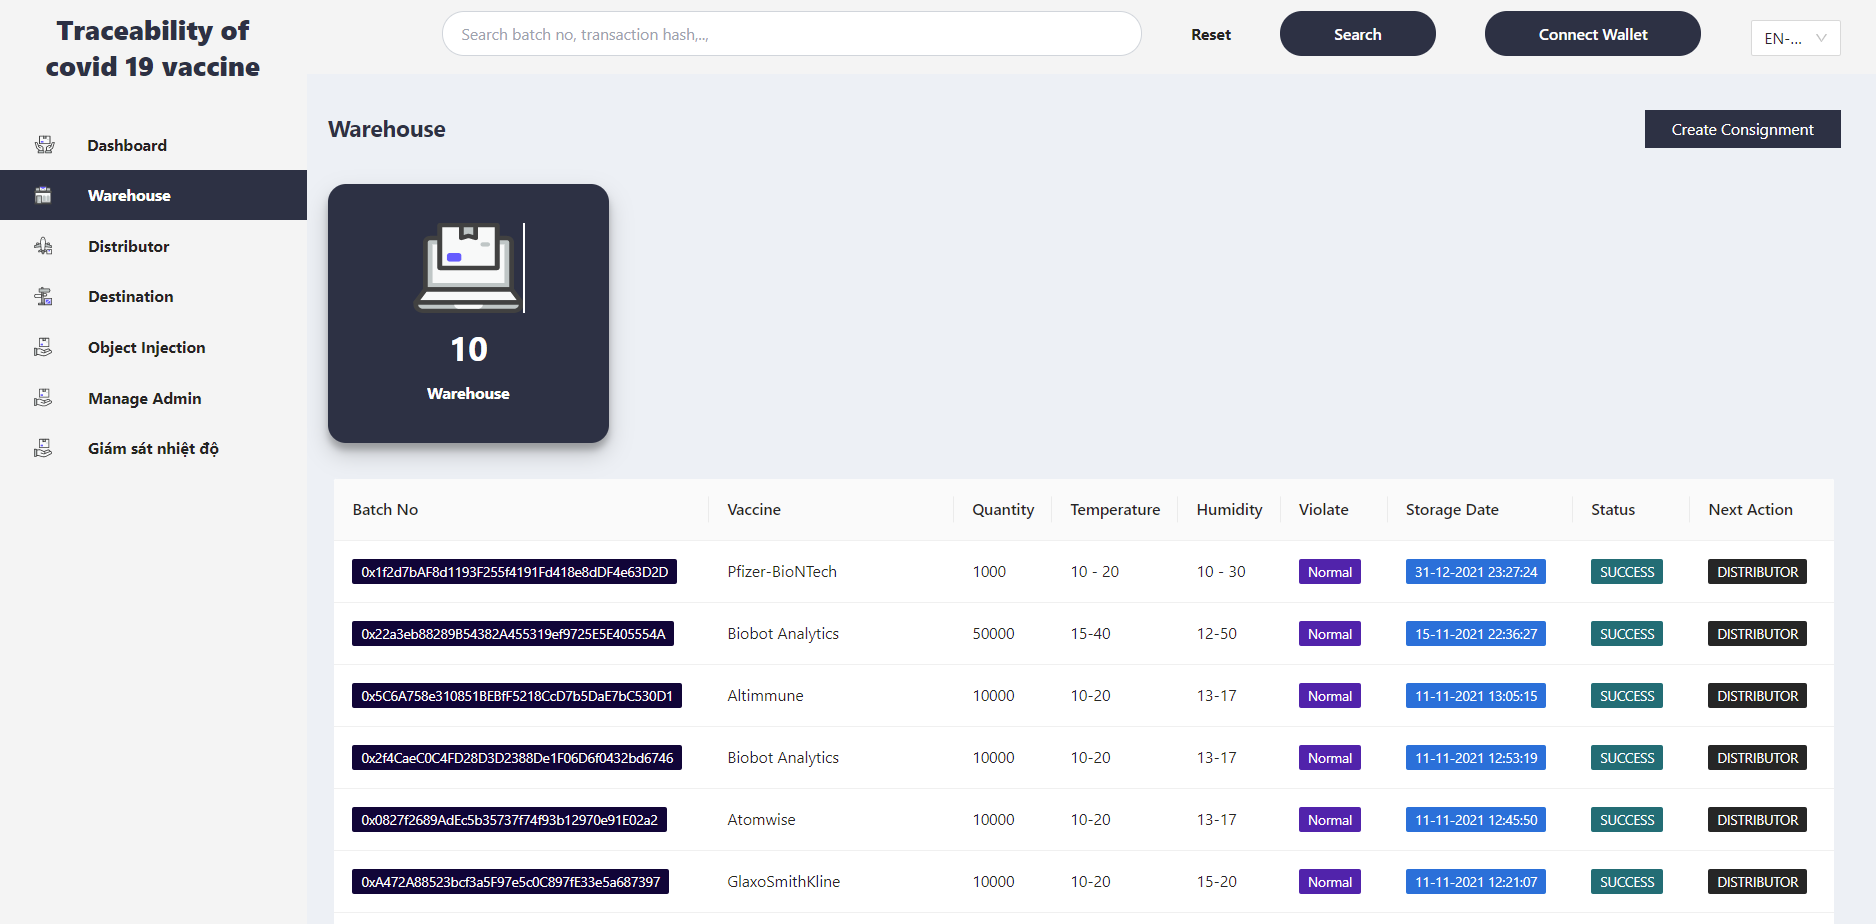 Traceability of
covid 19 vaccine
Search batch no, transaction hash,..,
Reset
Search
Connect Wallet
EN-...
Dashboard
Warehouse
Distributor
Destination
Object Injection
Manage Admin
Giám sát nhiệt độ
Warehouse
Create Consignment
10
Warehouse
Batch No Vaccine Quantity Temperature Humidity Violate Storage Date Status Next Action
0x1f2d7bAF8d1193F255f4191Fd418e8dDF4e63D2D Pfizer-BioNTech 1000 10 - 20 10 - 30 Normal 31-12-2021 23:27:24 SUCCESS DISTRIBUTOR
0x22a3eb88289B54382A455319ef9725E5E405554A Biobot Analytics 50000 15-40 12-50 Normal 15-11-2021 22:36:27 SUCCESS DISTRIBUTOR
0x5C6A758e310851BEBfF5218CcD7b5DaE7bC530D1 Altimmune 10000 10-20 13-17 Normal 11-11-2021 13:05:15 SUCCESS DISTRIBUTOR
0x2f4CaeC0C4FD28D3D2388De1F06D6f0432bd6746 Biobot Analytics 10000 10-20 13-17 Normal 11-11-2021 12:53:19 SUCCESS DISTRIBUTOR
0x0827f2689AdEc5b35737f74f93b12970e91E02a2 Atomwise 10000 10-20 13-17 Normal 11-11-2021 12:45:50 SUCCESS DISTRIBUTOR
0xA472A88523bcf3a5F97e5c0C897fE33e5a687397 GlaxoSmithKline 10000 10-20 15-20 Normal 11-11-2021 12:21:07 SUCCESS DISTRIBUTOR